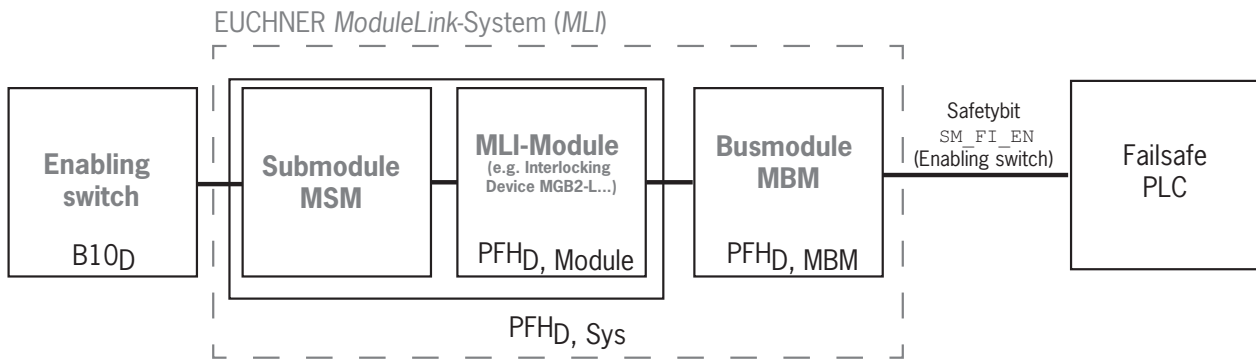 EUCHNER ModuleLink-System (MLI)
Enabling
switch
B10D
Submodule
MSM
MLI-Module
(e.g. Interlocking
Device MGB2-L...)
PFHD, Module
Busmodule
MBM
PFHD, MBM
PFHD, Sys
Safetybit
SM_FI_EN
(Enabling switch)
Failsafe
PLC